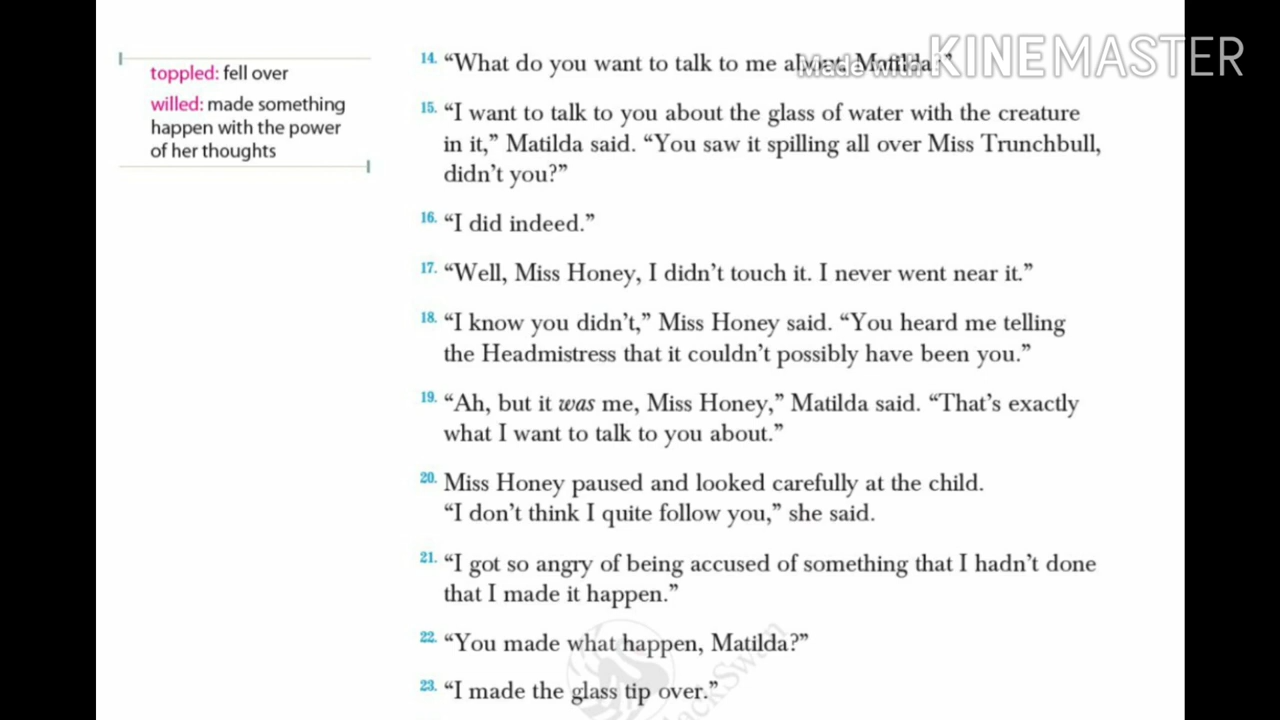 toppled: fell over
willed: made something
happen with the power
of her thoughts
14. “What do you want to talk to me about, Matilda?”
Made with KINEMASTER
15. “I want to talk to you about the glass of water with the creature
in it,” Matilda said. “You saw it spilling all over Miss Trunchbull,
didn’t you?”
16. “I did indeed.”
17. “Well, Miss Honey, I didn’t touch it. I never went near it.”
18. “I know you didn’t,” Miss Honey said. “You heard me telling
the Headmistress that it couldn’t possibly have been you.”
19. “Ah, but it was me, Miss Honey,” Matilda said. “That’s exactly
what I want to talk to you about.”
20. Miss Honey paused and looked carefully at the child.
“I don’t think I quite follow you,” she said.
21. “I got so angry of being accused of something that I hadn’t done
that I made it happen.”
22. “You made what happen, Matilda?”
23. “I made the glass tip over.”